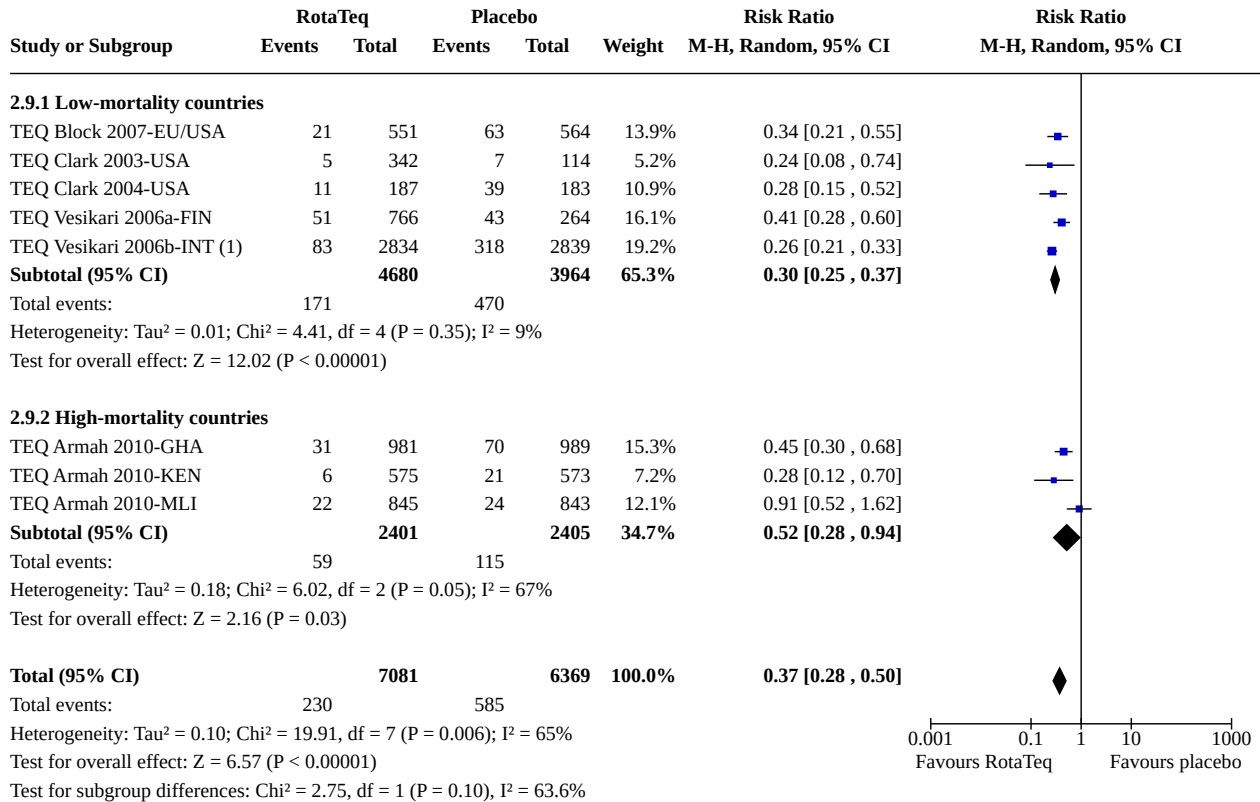 RotaTeq Placebo Risk Ratio Risk Ratio
Study or Subgroup Events Total Events Total Weight M-H, Random, 95% CI M-H, Random, 95% CI
2.9.1 Low-mortality countries
TEQ Block 2007-EU/USA 21 551 63 564 13.9% 0.34 [0.21 , 0.55]
TEQ Clark 2003-USA 5 342 7 114 5.2% 0.24 [0.08 , 0.74]
TEQ Clark 2004-USA 11 187 39 183 10.9% 0.28 [0.15 , 0.52]
TEQ Vesikari 2006a-FIN 51 766 43 264 16.1% 0.41 [0.28 , 0.60]
TEQ Vesikari 2006b-INT (1) 83 2834 318 2839 19.2% 0.26 [0.21 , 0.33]
Subtotal (95% CI) 4680 3964 65.3% 0.30 [0.25 , 0.37]
Total events: 171 470
Heterogeneity: Tau² = 0.01; Chi² = 4.41, df = 4 (P = 0.35); I² = 9%
Test for overall effect: Z = 12.02 (P < 0.00001)
2.9.2 High-mortality countries
TEQ Armah 2010-GHA 31 981 70 989 15.3% 0.45 [0.30 , 0.68]
TEQ Armah 2010-KEN 6 575 21 573 7.2% 0.28 [0.12 , 0.70]
TEQ Armah 2010-MLI 22 845 24 843 12.1% 0.91 [0.52 , 1.62]
Subtotal (95% CI) 2401 2405 34.7% 0.52 [0.28 , 0.94]
Total events: 59 115
Heterogeneity: Tau² = 0.18; Chi² = 6.02, df = 2 (P = 0.05); I² = 67%
Test for overall effect: Z = 2.16 (P = 0.03)
Total (95% CI) 7081 6369 100.0% 0.37 [0.28 , 0.50]
Total events: 230 585
Heterogeneity: Tau² = 0.10; Chi² = 19.91, df = 7 (P = 0.006); I² = 65%
Test for overall effect: Z = 6.57 (P < 0.00001)
Test for subgroup differences: Chi² = 2.75, df = 1 (P = 0.10), I² = 63.6%
0.001 0.1 1 10 1000
Favours RotaTeq Favours placebo